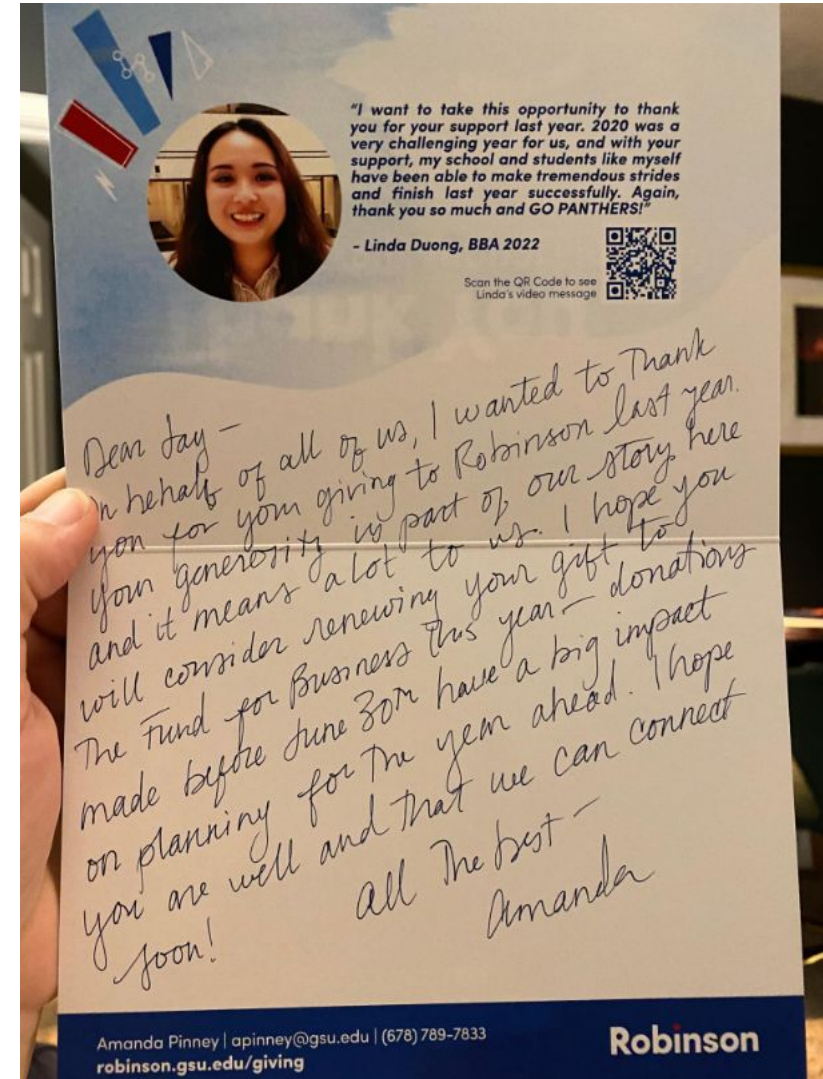 "I want to take this opportunity to thank
you for your support last year. 2020 was a
very challenging year for us, and with your
support, my school and students like myself
have been able to make tremendous strides
and finish last year successfully. Again,
thank you so much and GO PANTHERS!"
- Linda Duong, BBA 2022
Scan the QR Code to see
Linda's video message
Dear Jay -
On behalf of all of us, I wanted to Thank
you for your giving to Robinson last year.
your generosity is part of our story here
and it means a lot to us. I hope you
will consider renewing your gift to
The Fund for Business This year - donations
made before June 30th have a big impact
on planning for the year ahead. I hope
you are well and that we can connect
soon!
all The best -
Amanda
Amanda Pinney | apinney@gsu.edu | (678) 789-7833
robinson.gsu.edu/giving
Robinson